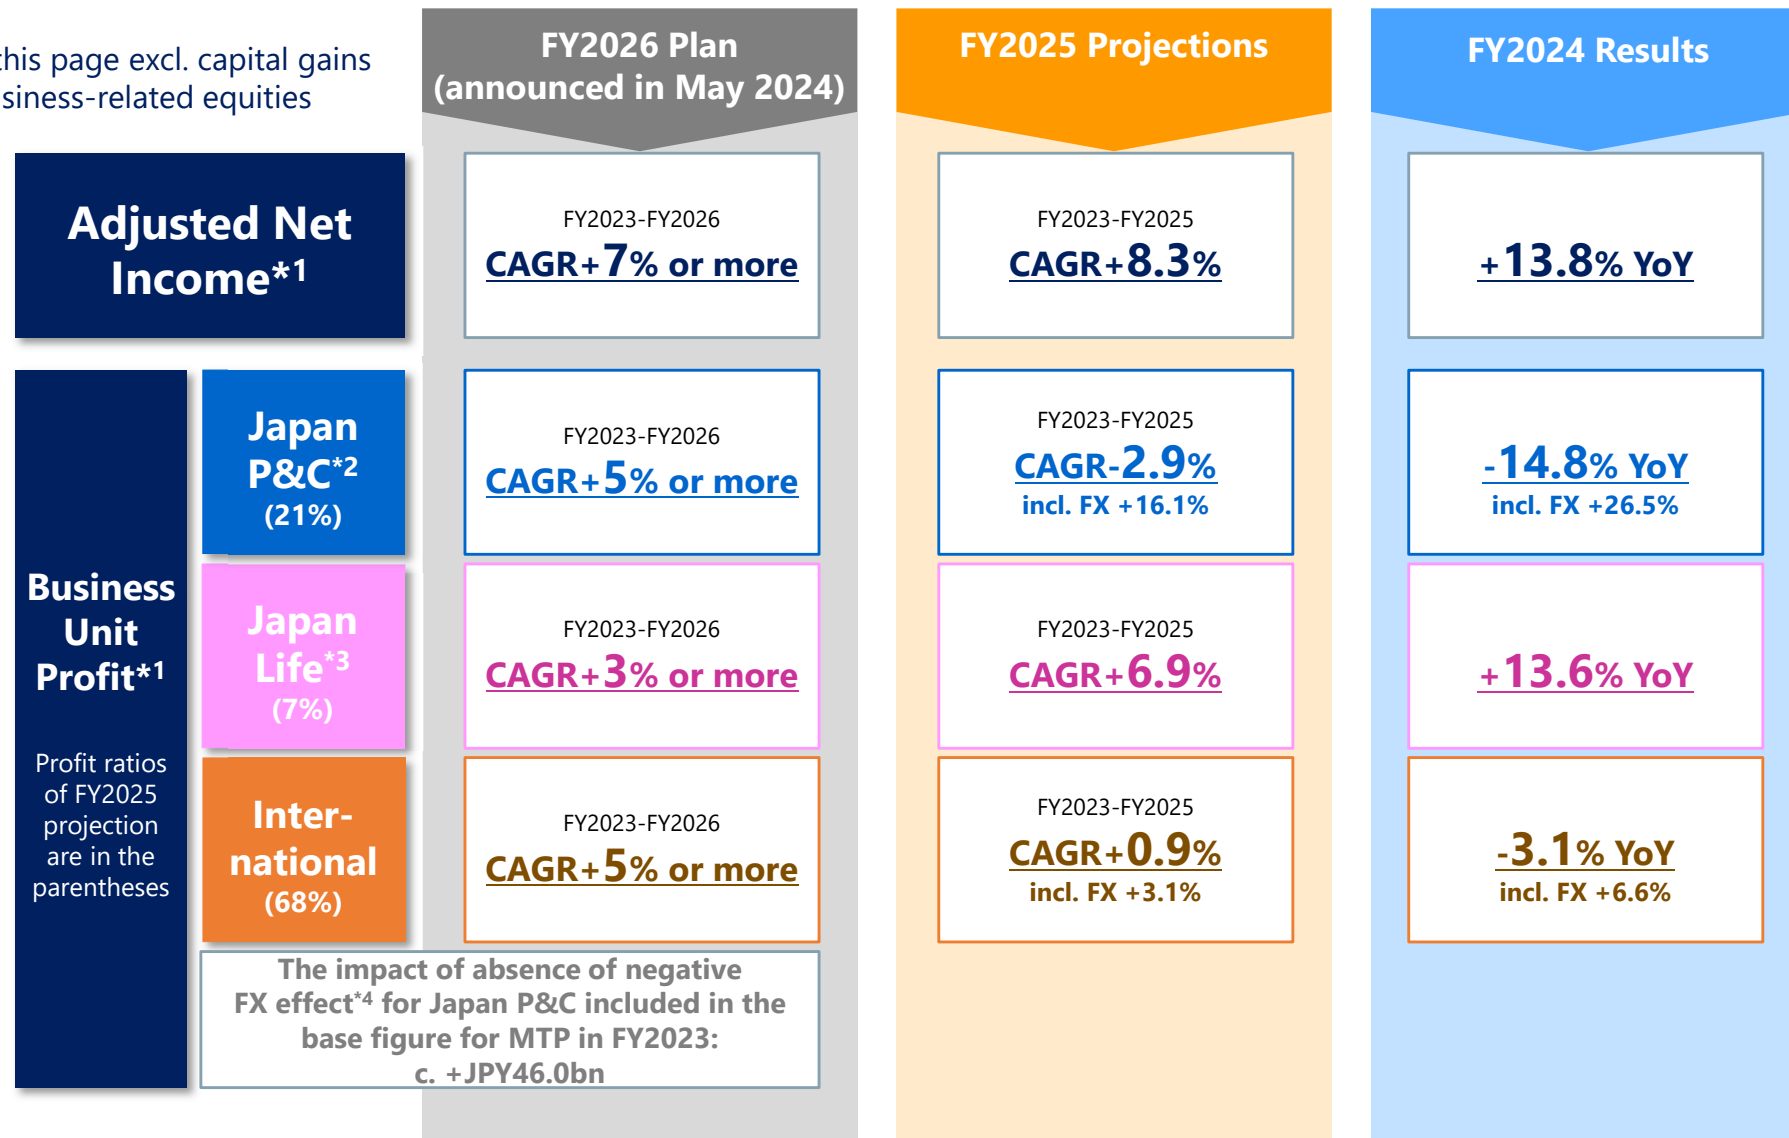 this page excl. capital gains
siness-related equities
FY2026 Plan
(announced in May 2024)
FY2025 Projections
FY2024 Results
Adjusted Net
Income*1
FY2023-FY2026
CAGR+7% or more
FY2023-FY2025
CAGR+8.3%
+13.8% YoY
Business
Unit
Profit*1
Profit ratios
of FY2025
projection
are in the
parentheses
Japan
P&C*2
(21%)
FY2023-FY2026
CAGR+5% or more
FY2023-FY2025
CAGR-2.9%
incl. FX +16.1%
-14.8% YoY
incl. FX +26.5%
Japan
Life*3
(7%)
FY2023-FY2026
CAGR+3% or more
FY2023-FY2025
CAGR+6.9%
+13.6% YoY
Inter-
national
(68%)
FY2023-FY2026
CAGR+5% or more
FY2023-FY2025
CAGR+0.9%
incl. FX +3.1%
-3.1% YoY
incl. FX +6.6%
The impact of absence of negative
FX effect*4 for Japan P&C included in the
base figure for MTP in FY2023:
c. +JPY46.0bn